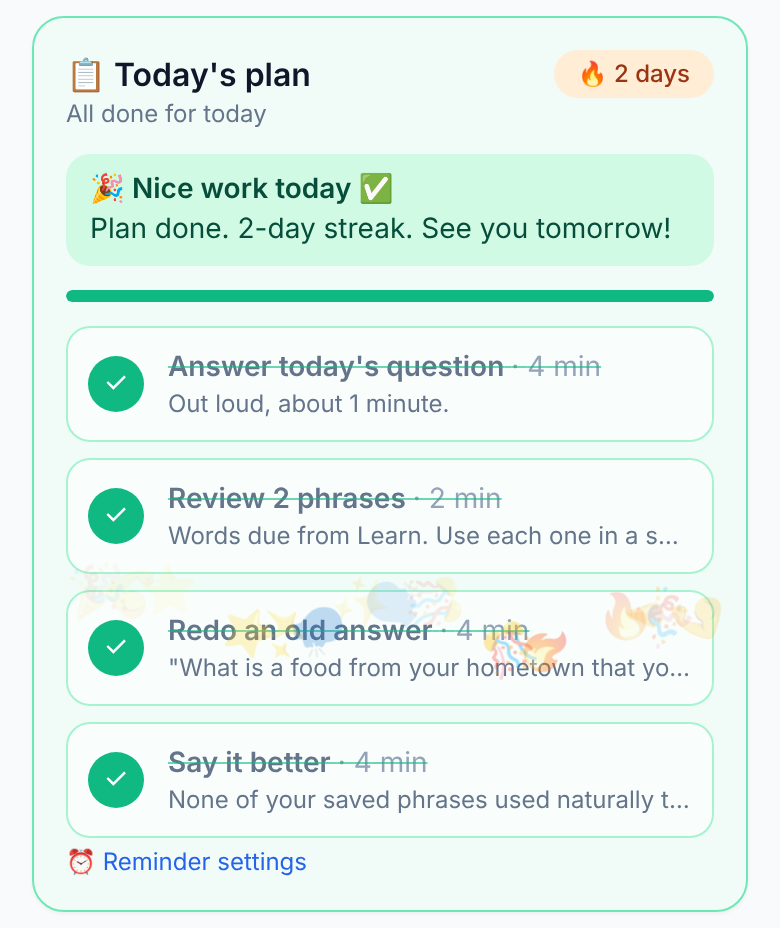 📋 Today's plan
🔥 2 days
All done for today
🎉 Nice work today ✅
Plan done. 2-day streak. See you tomorrow!
Answer today's question · 4 min
Out loud, about 1 minute.
Review 2 phrases · 2 min
Words due from Learn. Use each one in a s...
Redo an old answer · 4 min
"What is a food from your hometown that yo...
Say it better · 4 min
None of your saved phrases used naturally t...
⏰ Reminder settings